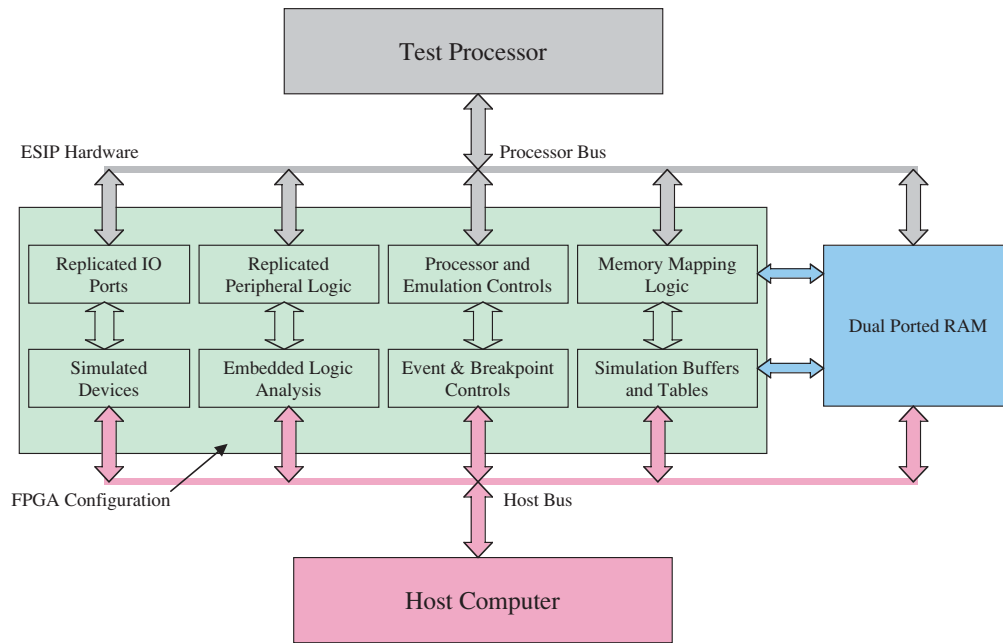 Test Processor
ESIP Hardware
Processor Bus
Replicated IO
Ports
Replicated
Peripheral Logic
Processor and
Emulation Controls
Memory Mapping
Logic
Dual Ported RAM
Simulated
Devices
Embedded Logic
Analysis
Event & Breakpoint
Controls
Simulation Buffers
and Tables
FPGA Configuration
Host Bus
Host Computer